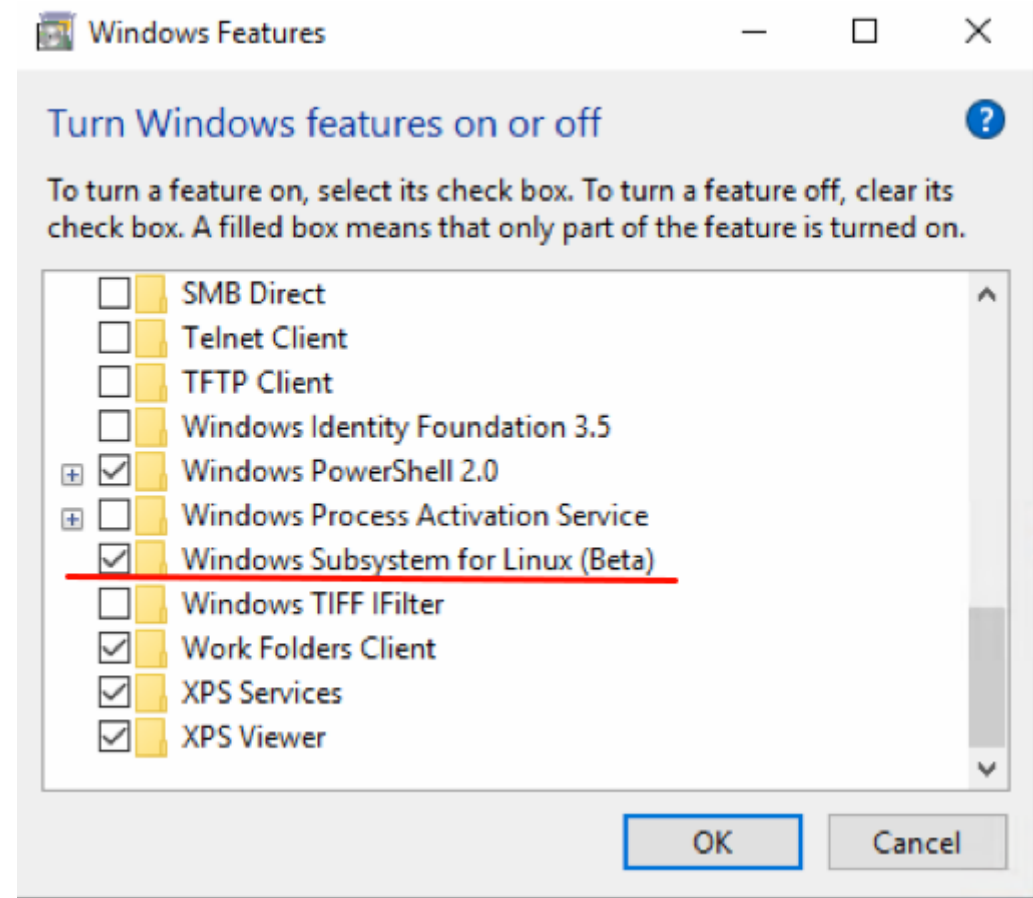 Windows Features
Turn Windows features on or off
To turn a feature on, select its check box. To turn a feature off, clear its
check box. A filled box means that only part of the feature is turned on.
SMB Direct
Telnet Client
TFTP Client
Windows Identity Foundation 3.5
Windows PowerShell 2.0
Windows Process Activation Service
Windows Subsystem for Linux (Beta)
Windows TIFF IFilter
Work Folders Client
XPS Services
XPS Viewer
OK Cancel